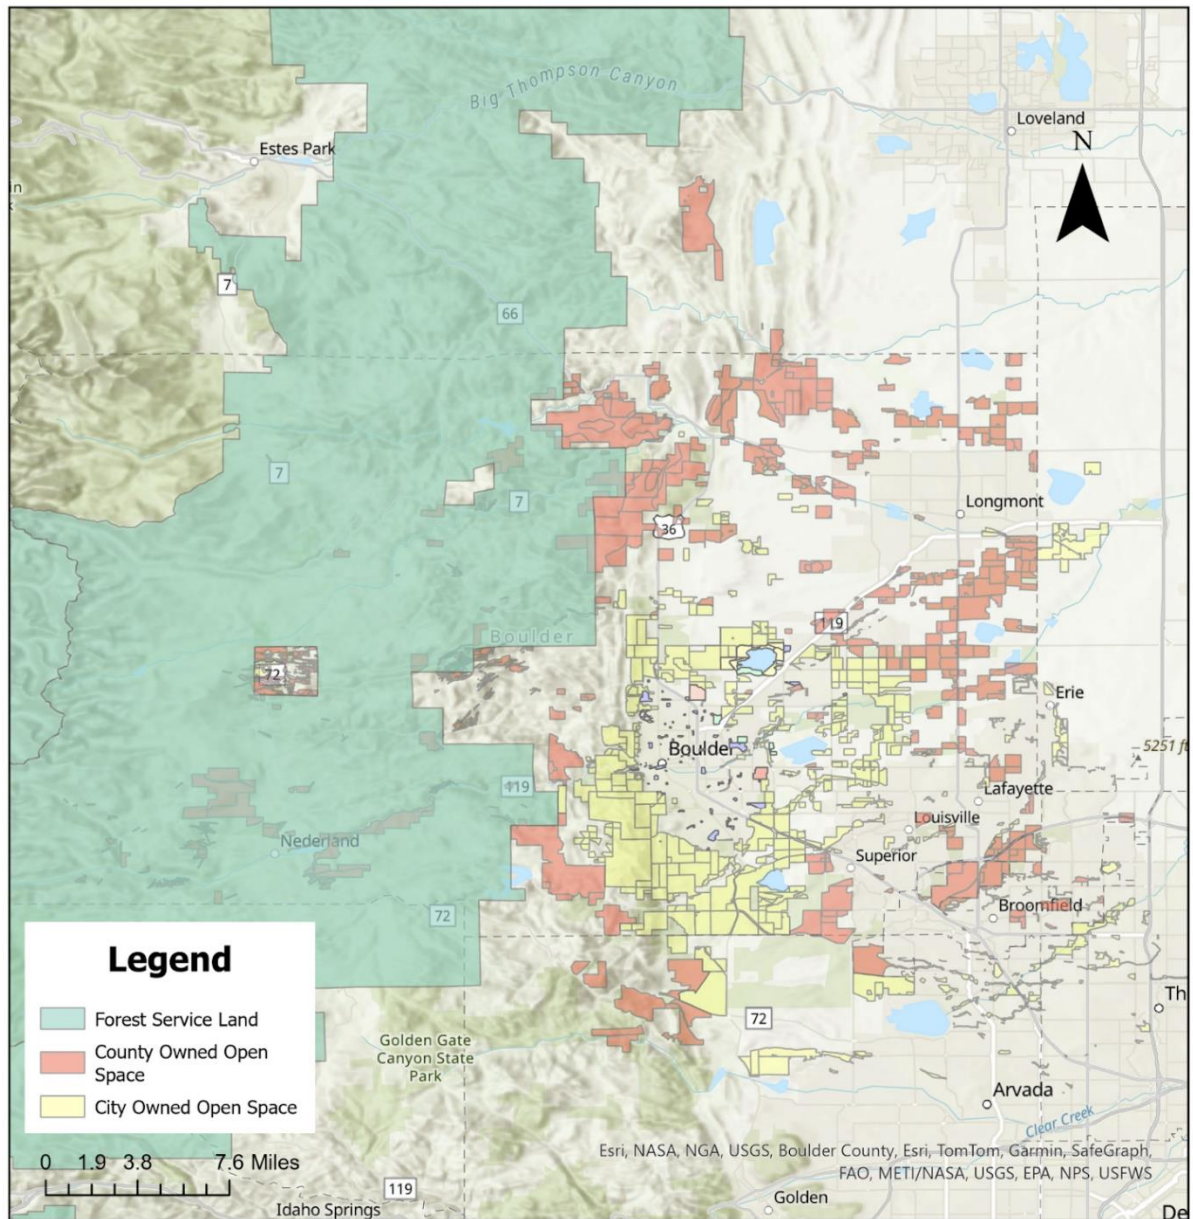 Big Thompson Canyon
Loveland
N
Estes Park
in
7
66
7
7
36
Longmont
119
Boulder
72
Erie
Boulder
5251 ft
119
Lafayette
Louisville
Nederland
Superior
72
Broomfield
Legend
Forest Service Land
County Owned Open
Space
City Owned Open Space
Th
72
Golden Gate
Canyon State
Park
Arvada
Clear Creek
Esri, NASA, NGA, USGS, Boulder County, Esri, TomTom, Garmin, SafeGraph,
FAO, METI/NASA, USGS, EPA, NPS, USFWS
0 1.9 3.8 7.6 Miles
119
Golden
Idaho Springs
De